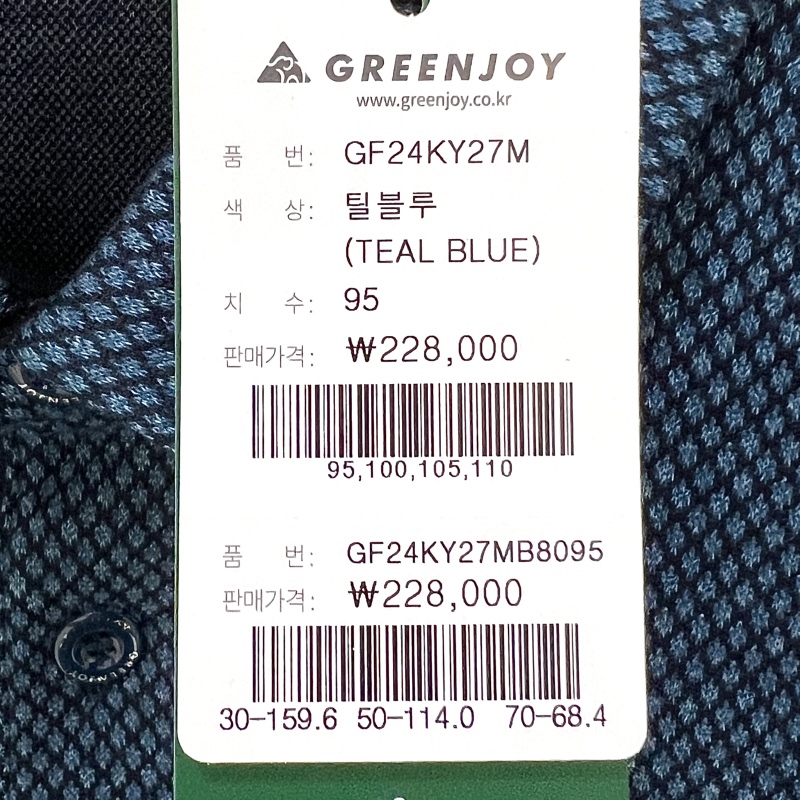 GREENJOY
www.greenjoy.co.kr
품 번: GF24KY27M
색 상: 틸블루
(TEAL BLUE)
치 수: 95
판매가격: ₩228,000
95,100,105,110
품 번: GF24KY27MB8095
판매가격: ₩228,000
30-159.6 50-114.0 70-68.4
GREENJOY